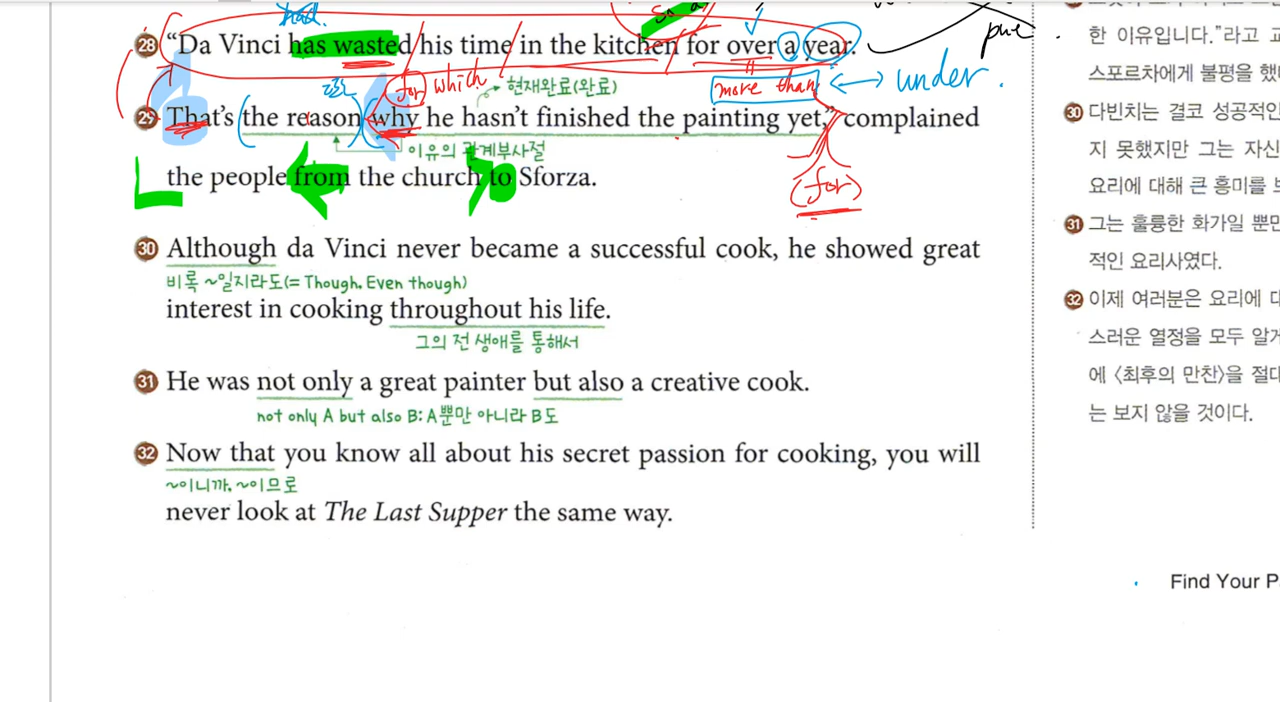 had.
so a
㉘ “Da Vinci has wasted his time in the kitchen for over a year.
pwe .
for which
현재완료(완료)
more than ↔ under .
㉙ That's the reason why he hasn't finished the painting yet,” complained
이유의 관계부사절
the people from the church to Sforza.
(for)
㉚ Although da Vinci never became a successful cook, he showed great
비록 ~일지라도(= Though, Even though)
interest in cooking throughout his life.
그의 전 생애를 통해서
㉛ He was not only a great painter but also a creative cook.
not only A but also B: A뿐만 아니라 B도
㉜ Now that you know all about his secret passion for cooking, you will
~이니까, ~이므로
never look at The Last Supper the same way.
한 이유입니다.”라고 교
스포르차에게 불평을 했
㉚ 다빈치는 결코 성공적인
지 못했지만 그는 자신
요리에 대해 큰 흥미를 보
㉛ 그는 훌륭한 화가일 뿐만
적인 요리사였다.
㉜ 이제 여러분은 요리에 대
스러운 열정을 모두 알게
에 〈최후의 만찬〉을 절대
는 보지 않을 것이다.
Find Your P